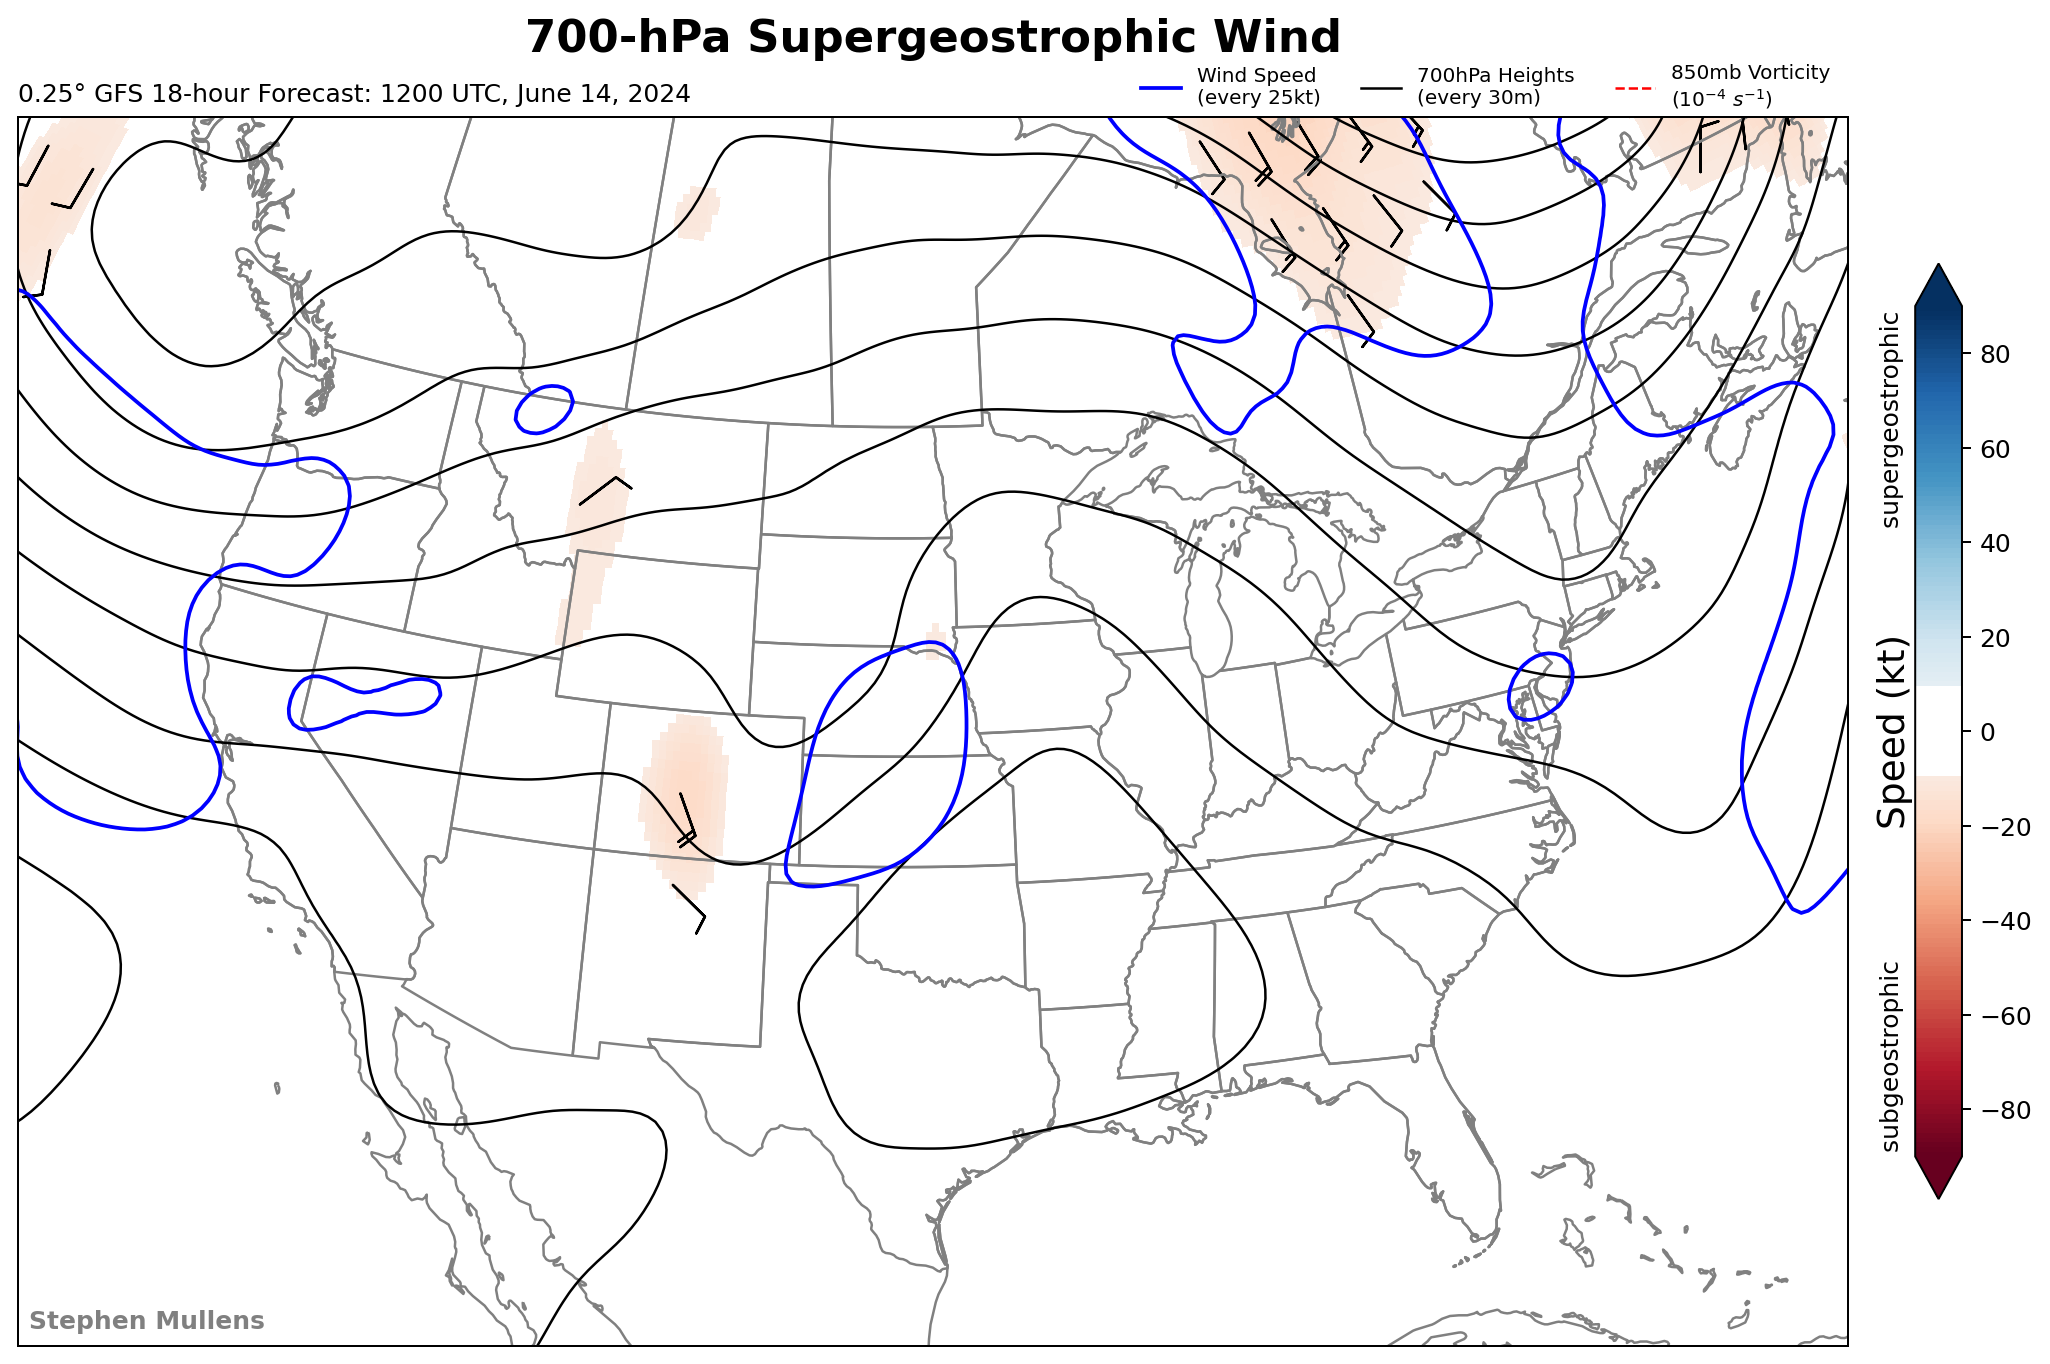 700-hPa Supergeostrophic Wind
0.25° GFS 18-hour Forecast: 1200 UTC, June 14, 2024
Wind Speed
(every 25kt)
700hPa Heights
(every 30m)
850mb Vorticity
(10⁻⁴ s⁻¹)
supergeostrophic
Speed (kt)
subgeostrophic
80
60
40
20
0
−20
−40
−60
−80
Stephen Mullens